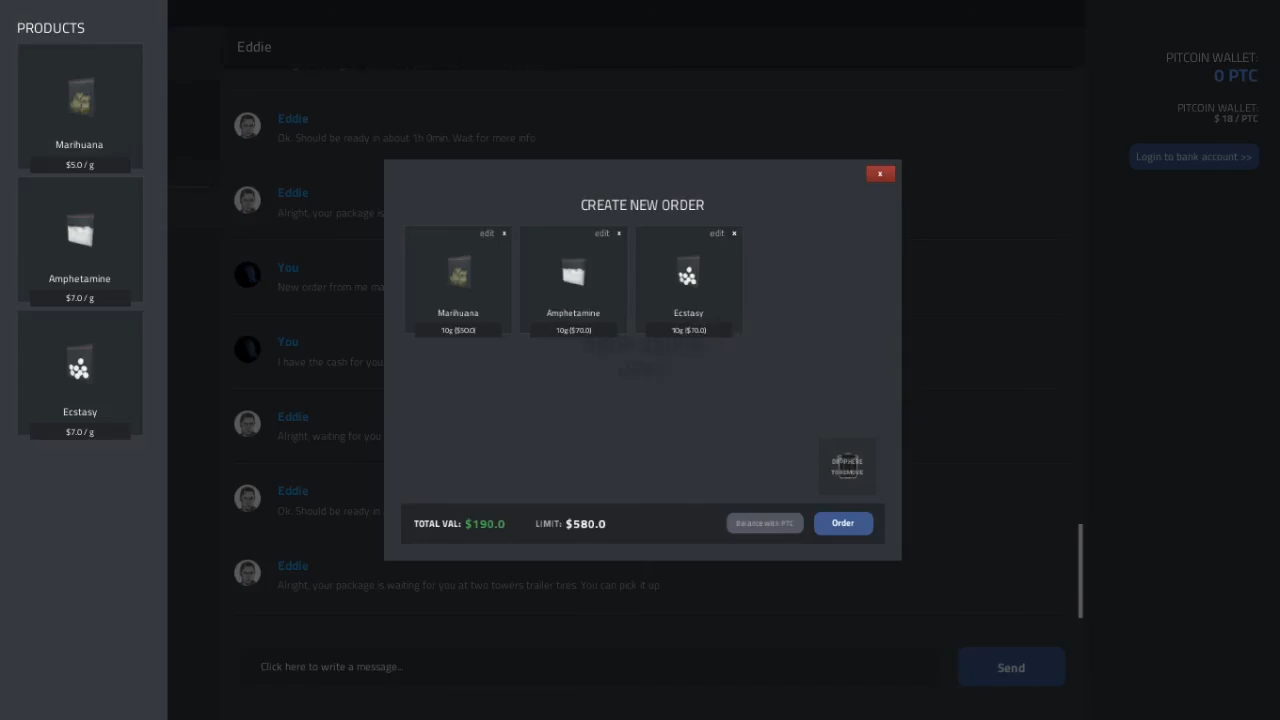 PRODUCTS
Marihuana
$5.0 / g
Amphetamine
$7.0 / g
Ecstasy
$7.0 / g
Eddie
Eddie
Ok. Should be ready in about 1h 0min. Wait for more info
Eddie
Alright, your package is
You
New order from me ma
You
I have the cash for you
Eddie
Alright, waiting for you
Eddie
Ok. Should be ready in
Eddie
Alright, your package is waiting for you at two towers trailer tees. You can pick it up
Click here to write a message...
Send
x
CREATE NEW ORDER
edit x
Marihuana
10g ($50.0)
edit x
Amphetamine
10g ($70.0)
edit x
Ecstasy
10g ($70.0)
TOTAL VAL: $190.0
LIMIT: $580.0
Balance with PTC
Order
PITCOIN WALLET:
0 PTC
PITCOIN WALLET:
$ 18 / PTC
Login to bank account >>